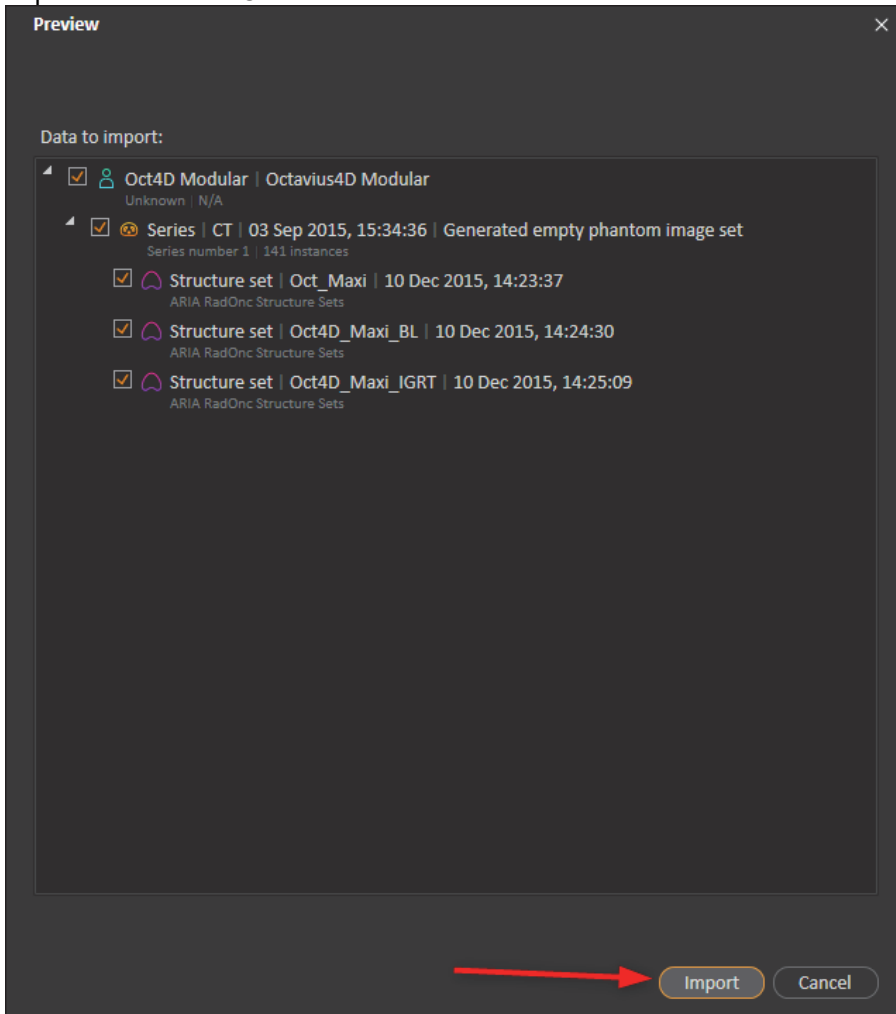 Preview
Data to import:
Oct4D Modular | Octavius4D Modular
Unknown | N/A
Series | CT | 03 Sep 2015, 15:34:36 | Generated empty phantom image set
Series number 1 | 141 instances
Structure set | Oct_Maxi | 10 Dec 2015, 14:23:37
ARIA RadOnc Structure Sets
Structure set | Oct4D_Maxi_BL | 10 Dec 2015, 14:24:30
ARIA RadOnc Structure Sets
Structure set | Oct4D_Maxi_IGRT | 10 Dec 2015, 14:25:09
ARIA RadOnc Structure Sets
Import Cancel